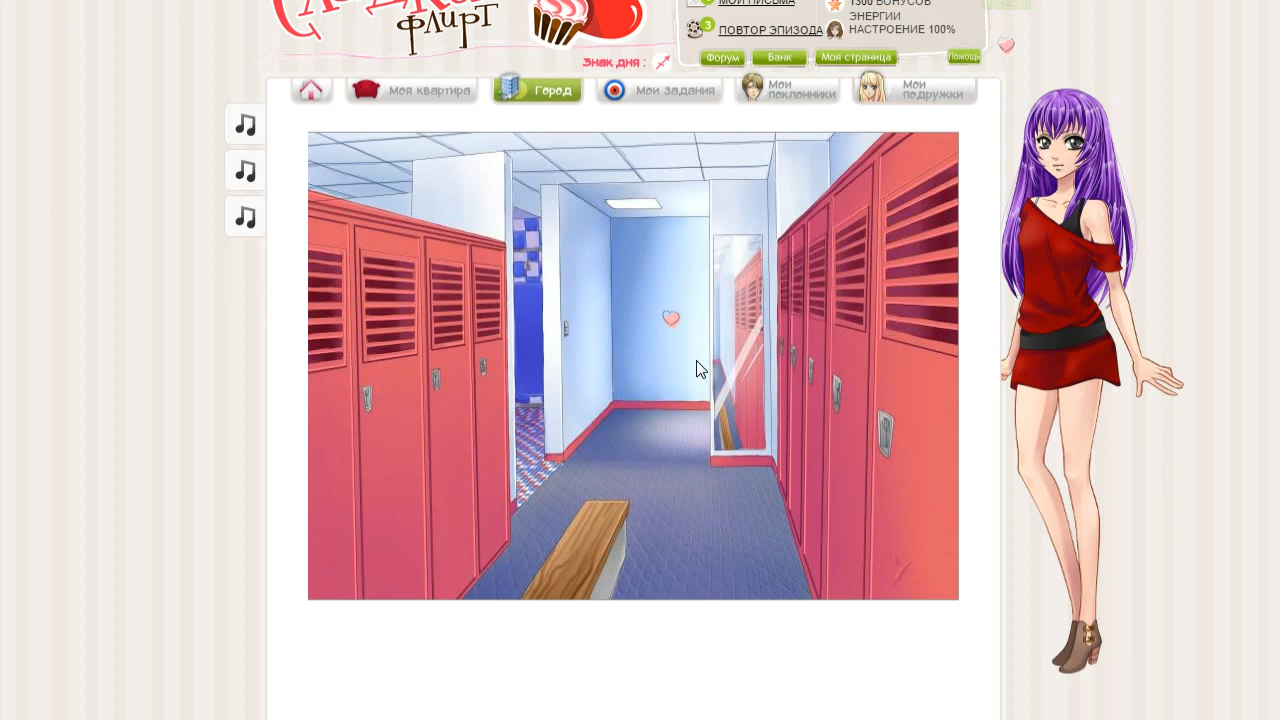 ФЛИРТ
МОИ ПИСЬМА
1300 БОНУСОВ
ЭНЕРГИИ
3
ПОВТОР ЭПИЗОДА
НАСТРОЕНИЕ 100%
Знак дня :
Форум
Банк
Моя страница
Помощь
Моя квартира
Город
Мои задания
Мои
поклонники
Мои
подружки